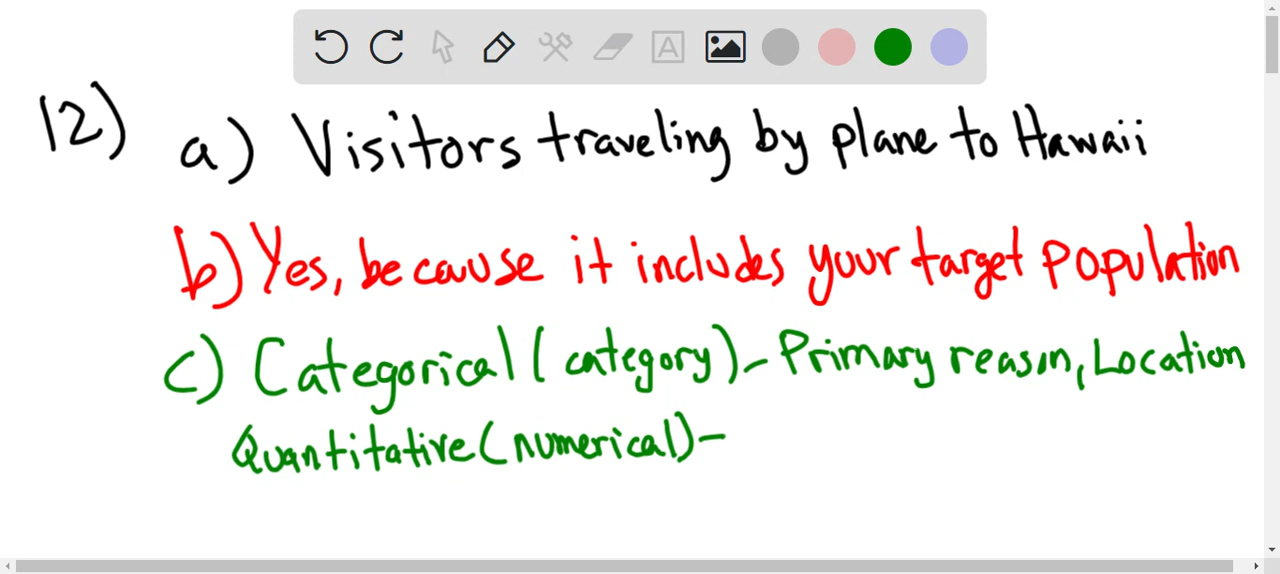 12) a) Visitors traveling by plane to Hawaii
b) Yes, because it includes your target population
c) Categorical (category) - Primary reason, Location
Quantitative (numerical) -